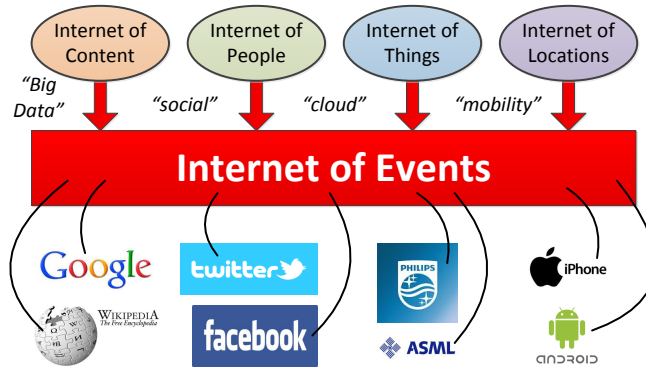 Internet of
Content
Internet of
People
Internet of
Things
Internet of
Locations
“Big
Data”
“social”
“cloud”
“mobility”
Internet of Events
Google
twitter
PHILIPS
iPhone
WIKIPEDIA
The Free Encyclopedia
facebook
ASML
ANDROID